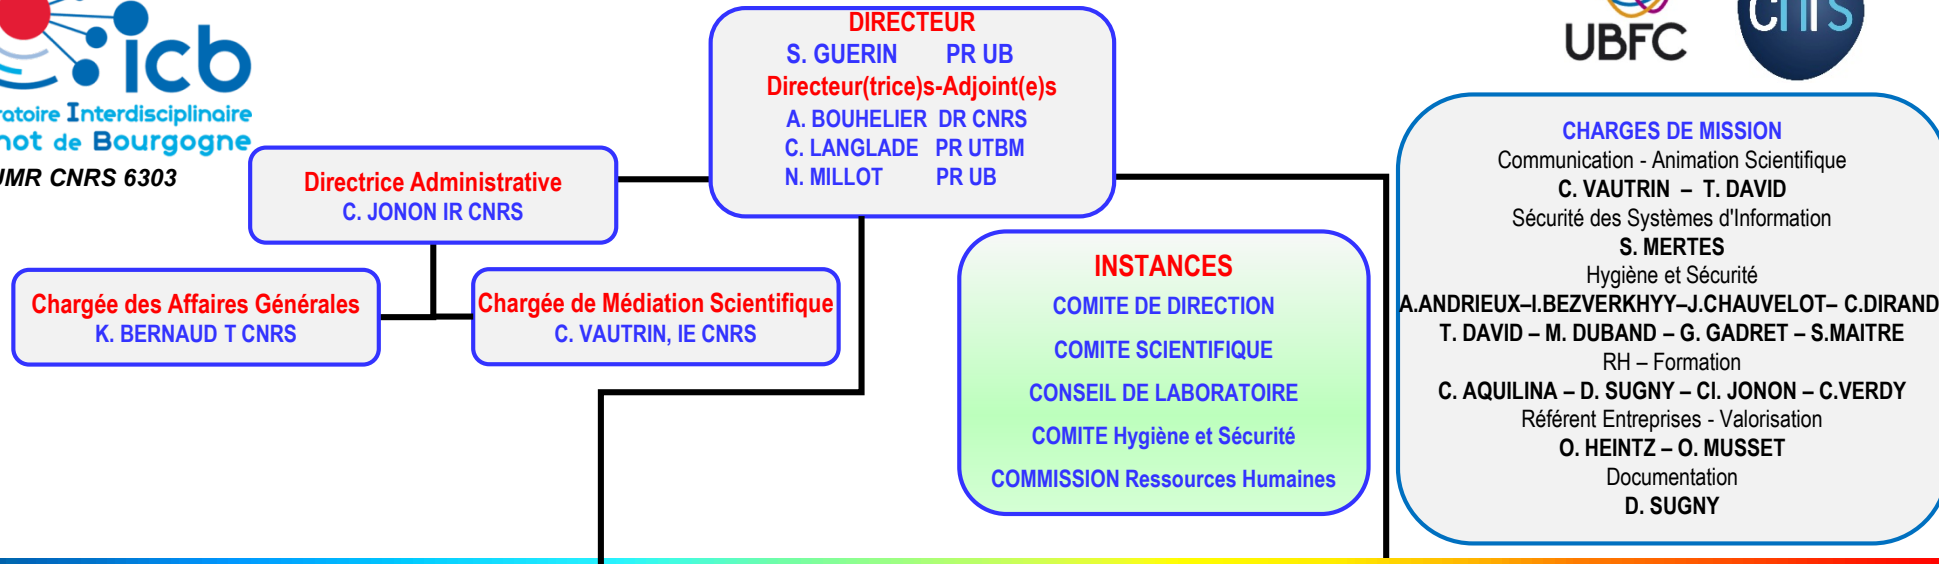 icb
ratoire Interdisciplinaire
not de Bourgogne
UMR CNRS 6303
DIRECTEUR
S. GUERIN PR UB
Directeur(trice)s-Adjoint(e)s
A. BOUHELIER DR CNRS
C. LANGLADE PR UTBM
N. MILLOT PR UB
UBFC
cnrs
Directrice Administrative
C. JONON IR CNRS
Chargée des Affaires Générales
K. BERNAUD T CNRS
Chargée de Médiation Scientifique
C. VAUTRIN, IE CNRS
INSTANCES
COMITE DE DIRECTION
COMITE SCIENTIFIQUE
CONSEIL DE LABORATOIRE
COMITE Hygiène et Sécurité
COMMISSION Ressources Humaines
CHARGES DE MISSION
Communication - Animation Scientifique
C. VAUTRIN – T. DAVID
Sécurité des Systèmes d'Information
S. MERTES
Hygiène et Sécurité
A.ANDRIEUX–I.BEZVERKHYY–J.CHAUVELOT– C.DIRAND
T. DAVID – M. DUBAND – G. GADRET – S.MAITRE
RH – Formation
C. AQUILINA – D. SUGNY – Cl. JONON – C.VERDY
Référent Entreprises - Valorisation
O. HEINTZ – O. MUSSET
Documentation
D. SUGNY